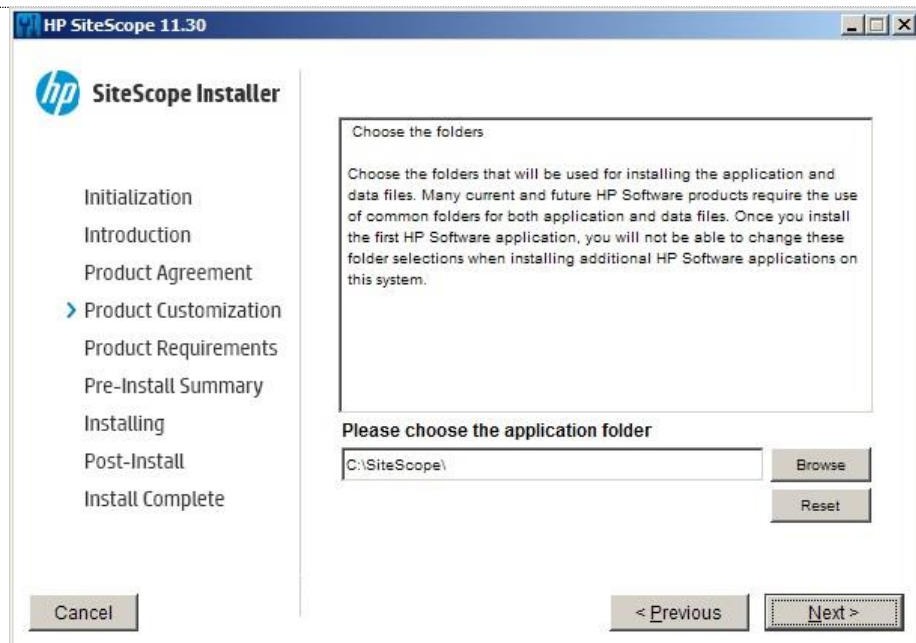 HP SiteScope 11.30
hp
SiteScope Installer
Initialization
Introduction
Product Agreement
Product Customization
Product Requirements
Pre-Install Summary
Installing
Post-Install
Install Complete
Choose the folders
Choose the folders that will be used for installing the application and
data files. Many current and future HP Software products require the use
of common folders for both application and data files. Once you install
the first HP Software application, you will not be able to change these
folder selections when installing additional HP Software applications on
this system.
Please choose the application folder
C:\SiteScope\
Browse
Reset
Cancel
< Previous
Next >